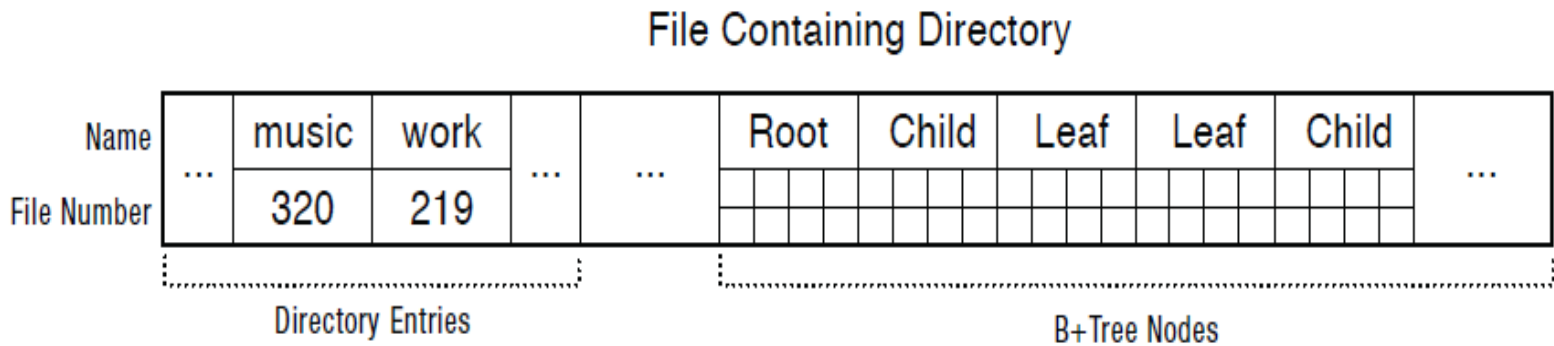 File Containing Directory
Name ... music work ... ... Root Child Leaf Leaf Child ...
File Number 320 219
Directory Entries B+Tree Nodes